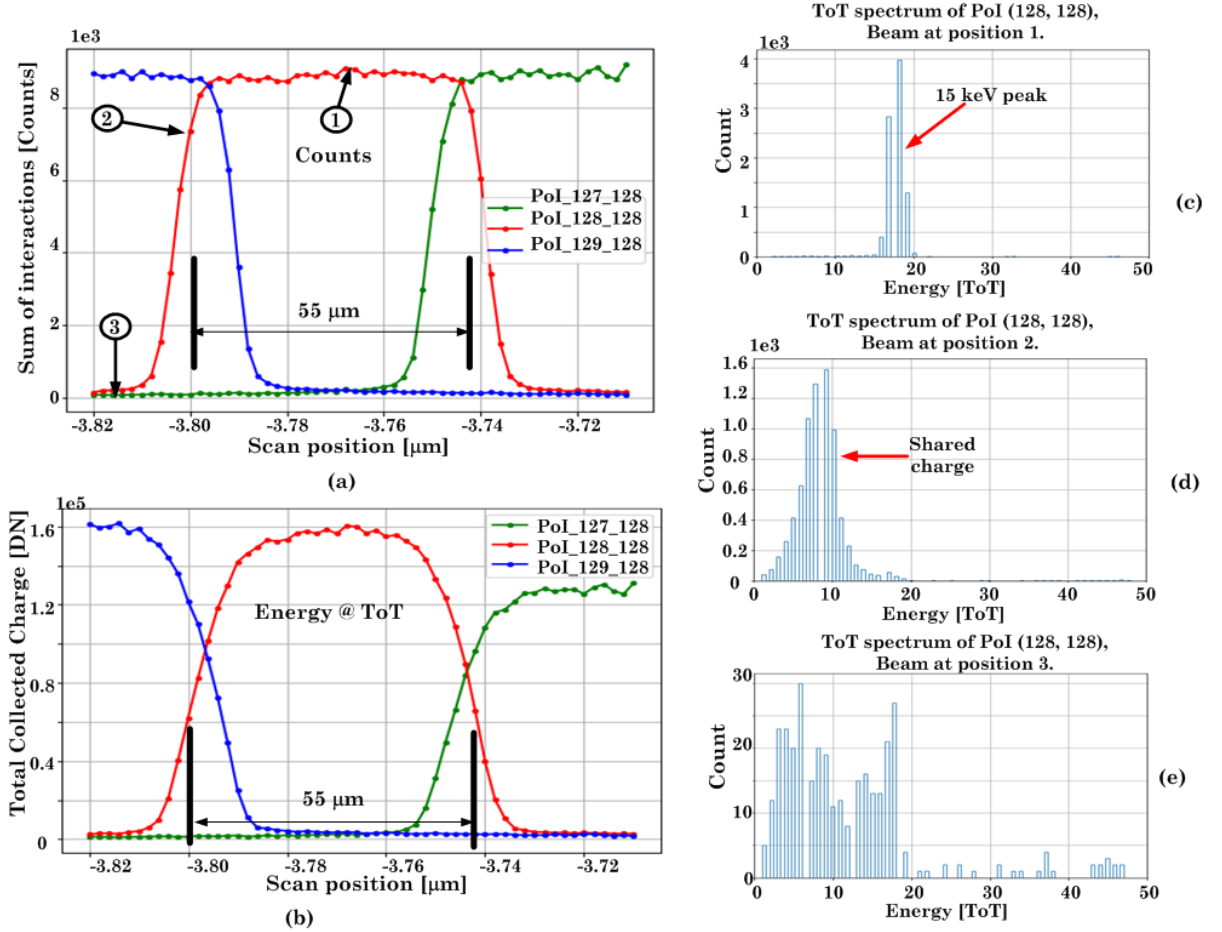 1e3
Sum of interactions [Counts]
8
6
4
2
0
2
1
3
Counts
PoI_127_128
PoI_128_128
PoI_129_128
55 μm
-3.82
-3.80
-3.78
-3.76
-3.74
-3.72
Scan position [μm]
(a)
1e5
Total Collected Charge [DN]
1.6
1.2
0.8
0.4
0
PoI_127_128
PoI_128_128
PoI_129_128
Energy @ ToT
55 μm
-3.82
-3.80
-3.78
-3.76
-3.74
-3.72
Scan position [μm]
(b)
ToT spectrum of PoI (128, 128),
Beam at position 1.
1e3
Count
4
3
2
1
0
15 keV peak
0
10
20
30
40
50
Energy [ToT]
(c)
ToT spectrum of PoI (128, 128),
Beam at position 2.
1e3
Count
1.6
1.4
1.2
1.0
0.8
0.6
0.4
0.2
0
Shared
charge
0
10
20
30
40
50
Energy [ToT]
(d)
ToT spectrum of PoI (128, 128),
Beam at position 3.
Count
30
20
10
0
0
10
20
30
40
50
Energy [ToT]
(e)